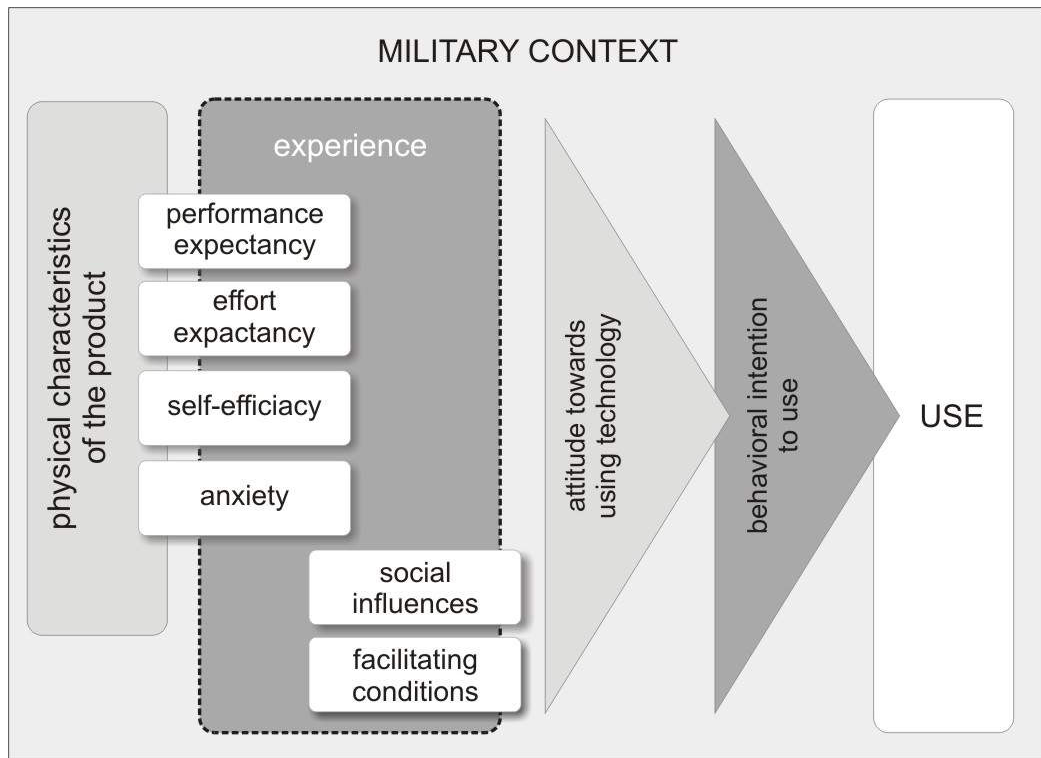 MILITARY CONTEXT
physical characteristics
of the product
experience
performance
expectancy
effort
expactancy
self-efficiacy
anxiety
social
influences
facilitating
conditions
attitude towards
using technology
behavioral intention
to use
USE